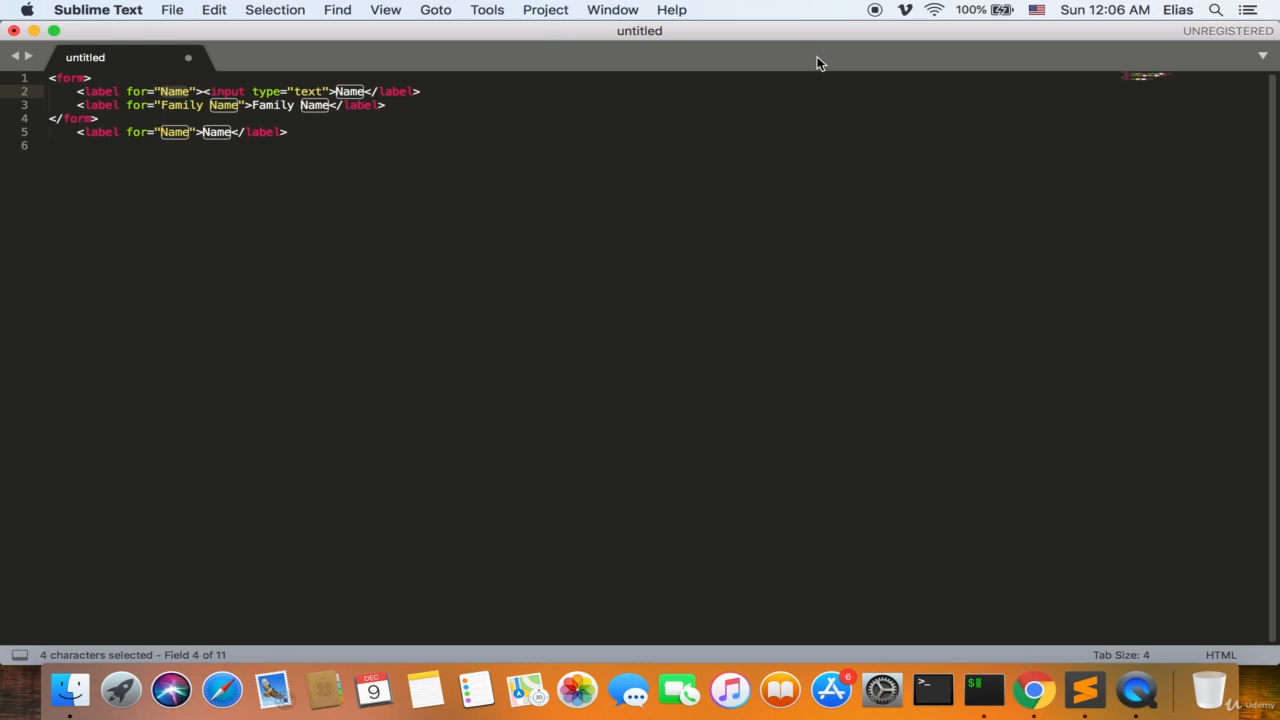 Sublime Text File Edit Selection Find View Goto Tools Project Window Help 100% Sun 12:06 AM Elias
untitled UNREGISTERED
untitled
1 <form>
2 <label for="Name"><input type="text">Name</label>
3 <label for="Family Name">Family Name</label>
4 </form>
5 <label for="Name">Name</label>
6
4 characters selected - Field 4 of 11 Tab Size: 4 HTML
DEC
9
6
Udemy